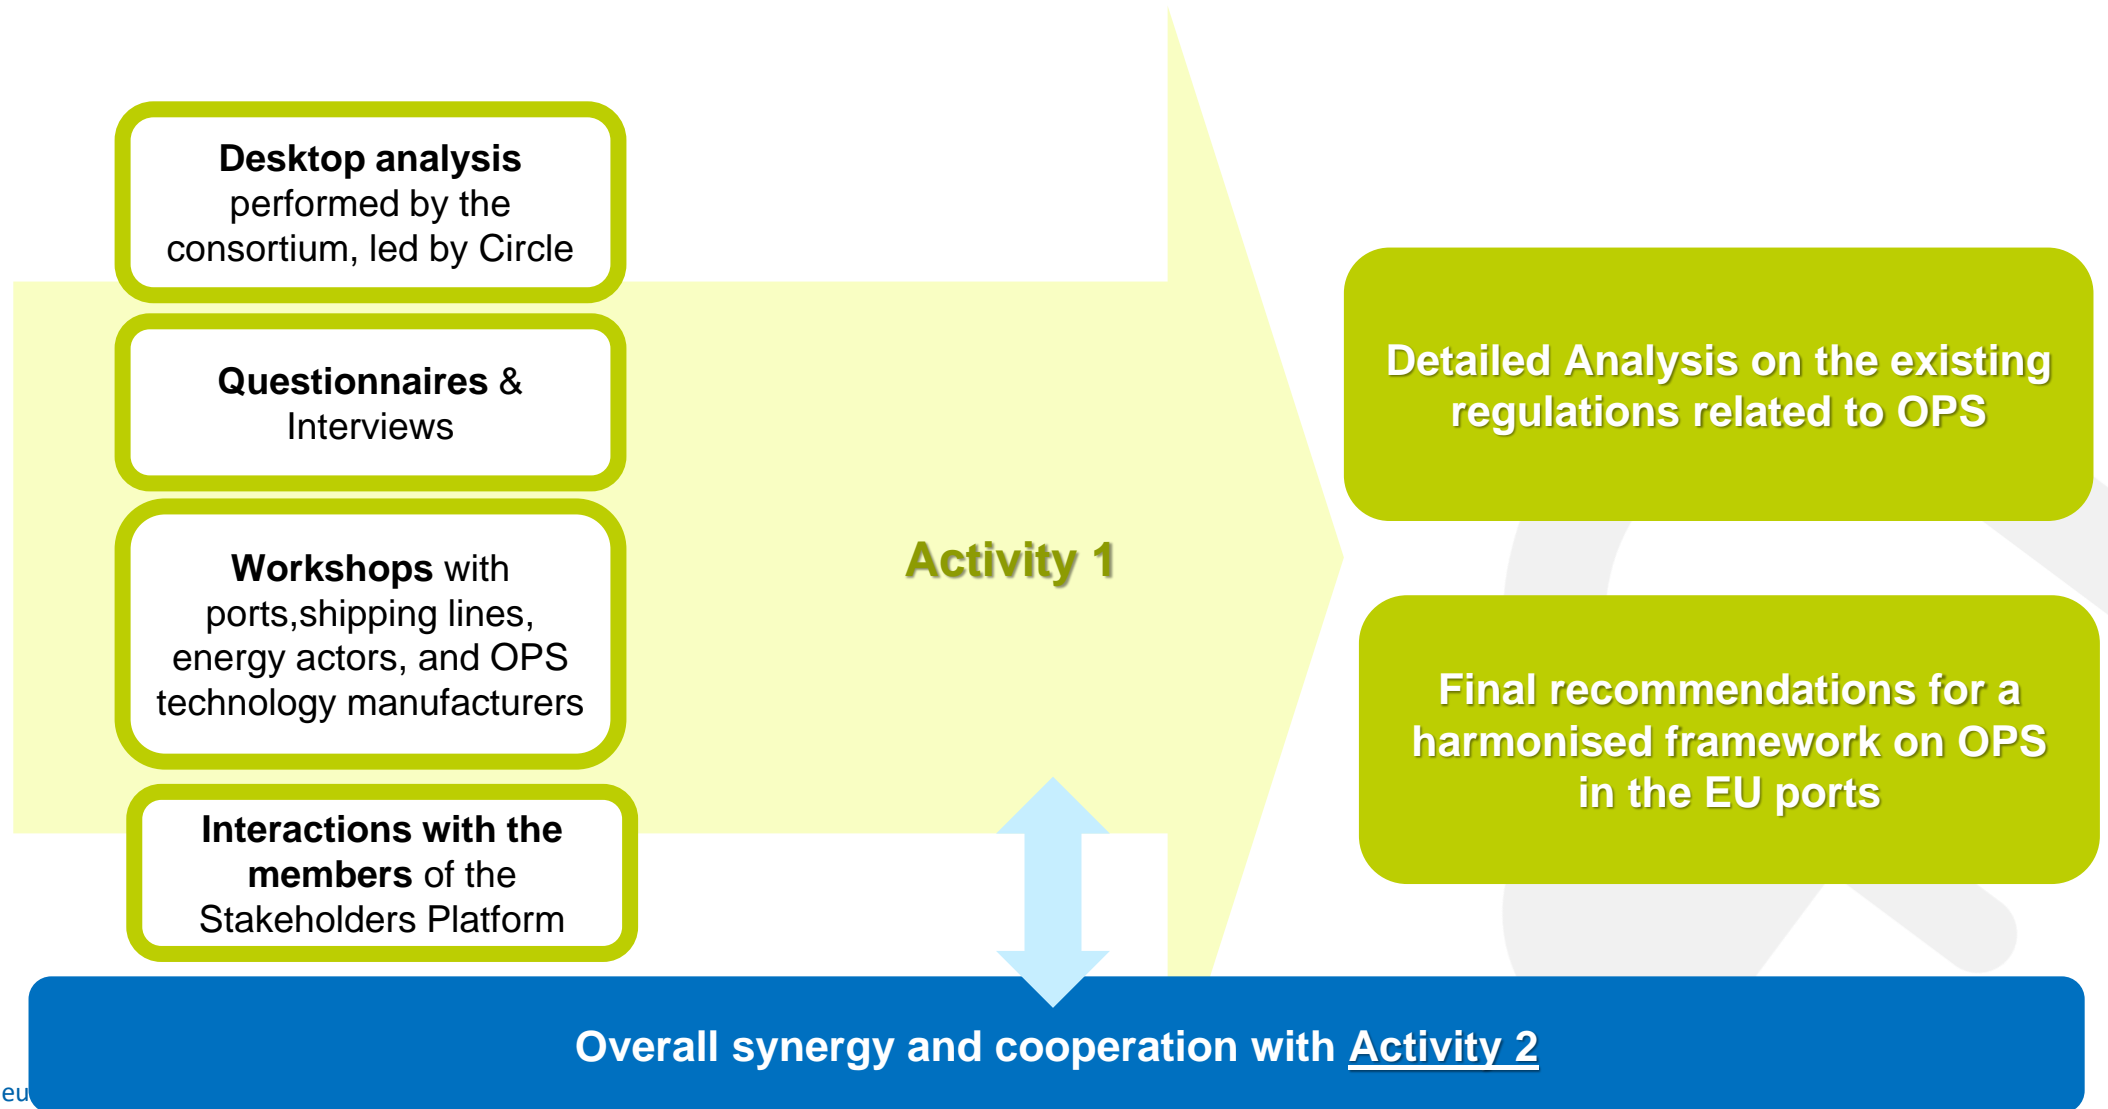 Desktop analysis
performed by the
consortium, led by Circle
Questionnaires &
Interviews
Workshops with
ports,shipping lines,
energy actors, and OPS
technology manufacturers
Interactions with the
members of the
Stakeholders Platform
Activity 1
Detailed Analysis on the existing
regulations related to OPS
Final recommendations for a
harmonised framework on OPS
in the EU ports
Overall synergy and cooperation with Activity 2
eu